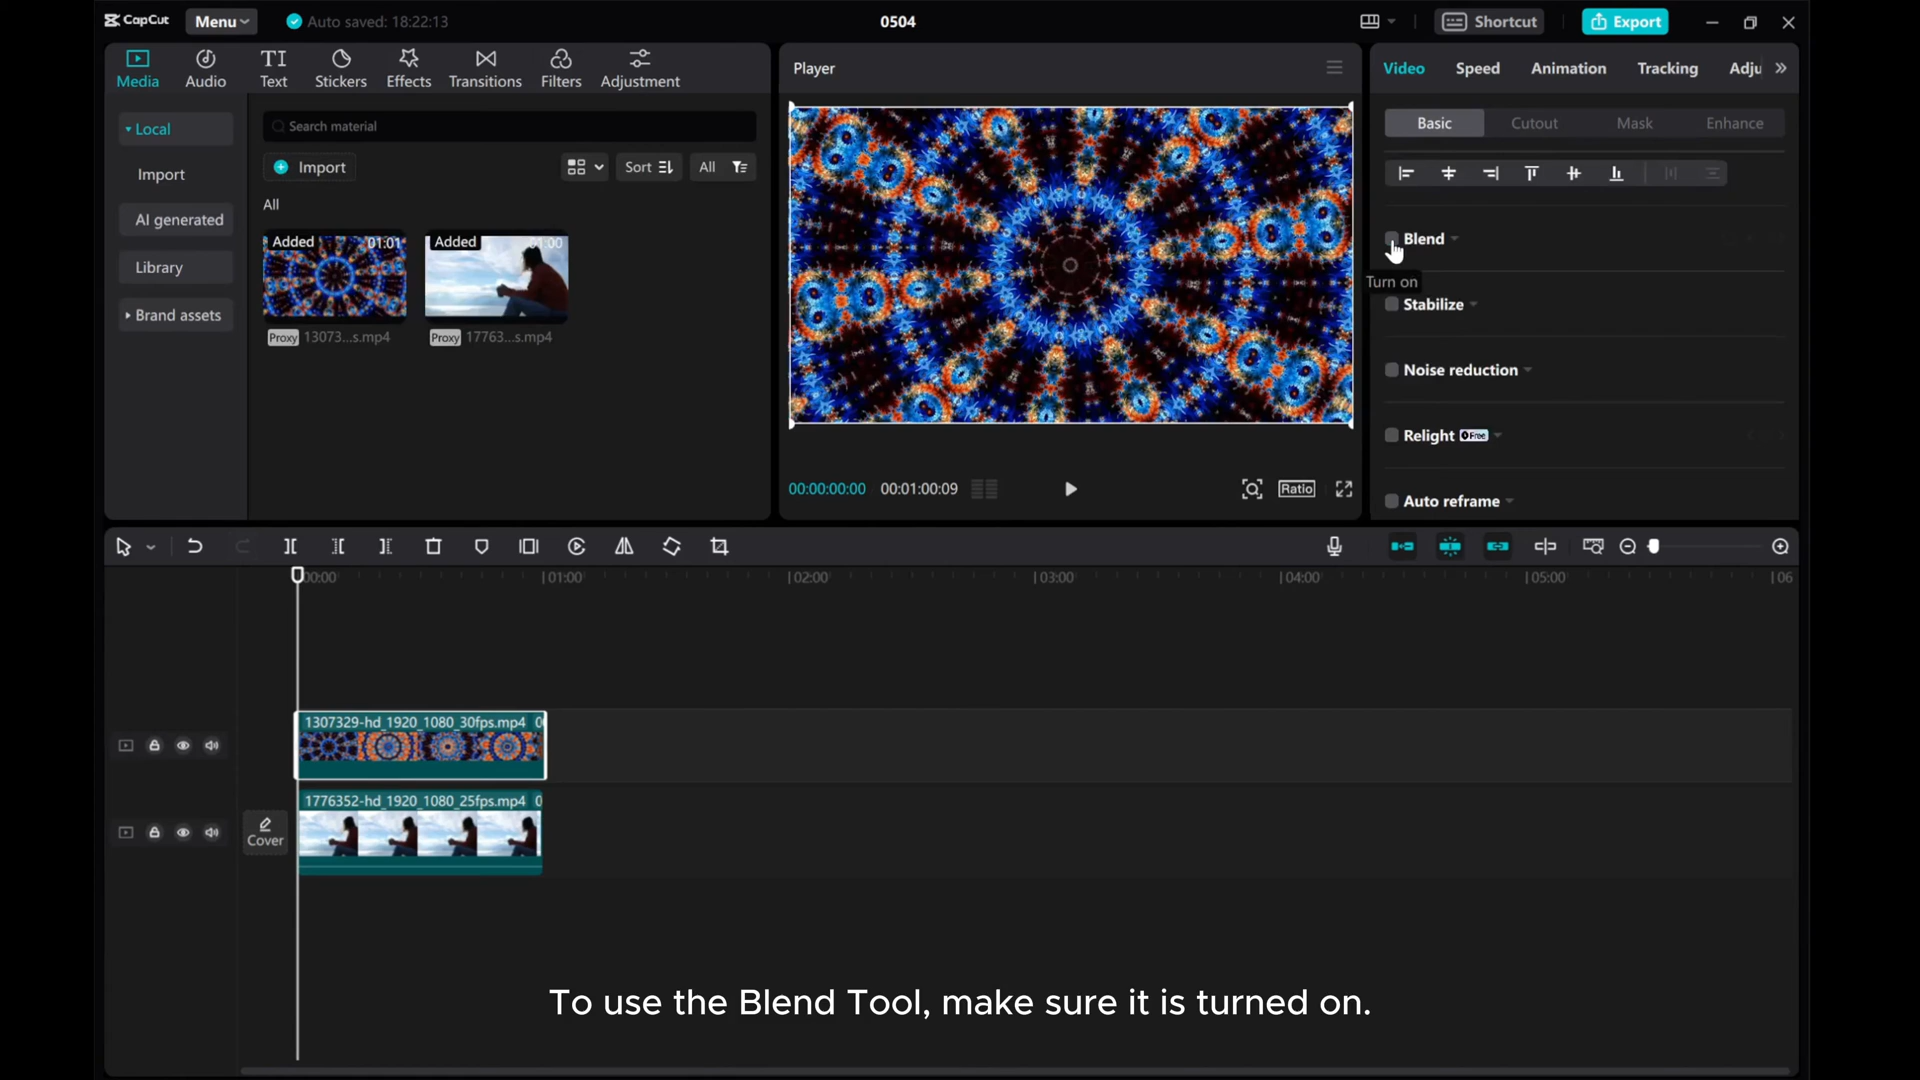 CapCut
Menu
Auto saved: 18:22:13
0504
Shortcut
Export
Media
Audio
TI
Text
Stickers
Effects
Transitions
Filters
Adjustment
Local
Import
AI generated
Library
Brand assets
Search material
Import
Sort
All
All
Added
01:01
Proxy 13073...s.mp4
Added
01:00
Proxy 17763...s.mp4
Player
00:00:00:00
00:01:00:09
Ratio
Video
Speed
Animation
Tracking
Adju
Basic
Cutout
Mask
Enhance
Blend
Turn on
Stabilize
Noise reduction
Relight Free
Auto reframe
00:00
01:00
02:00
03:00
04:00
05:00
06
1307329-hd_1920_1080_30fps.mp4 0
1776352-hd_1920_1080_25fps.mp4 0
Cover
To use the Blend Tool, make sure it is turned on.